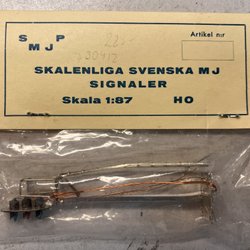 S M J P
Artikel nr
SKALENLIGA SVENSKA MJ
SIGNALER
Skala 1:87 HO